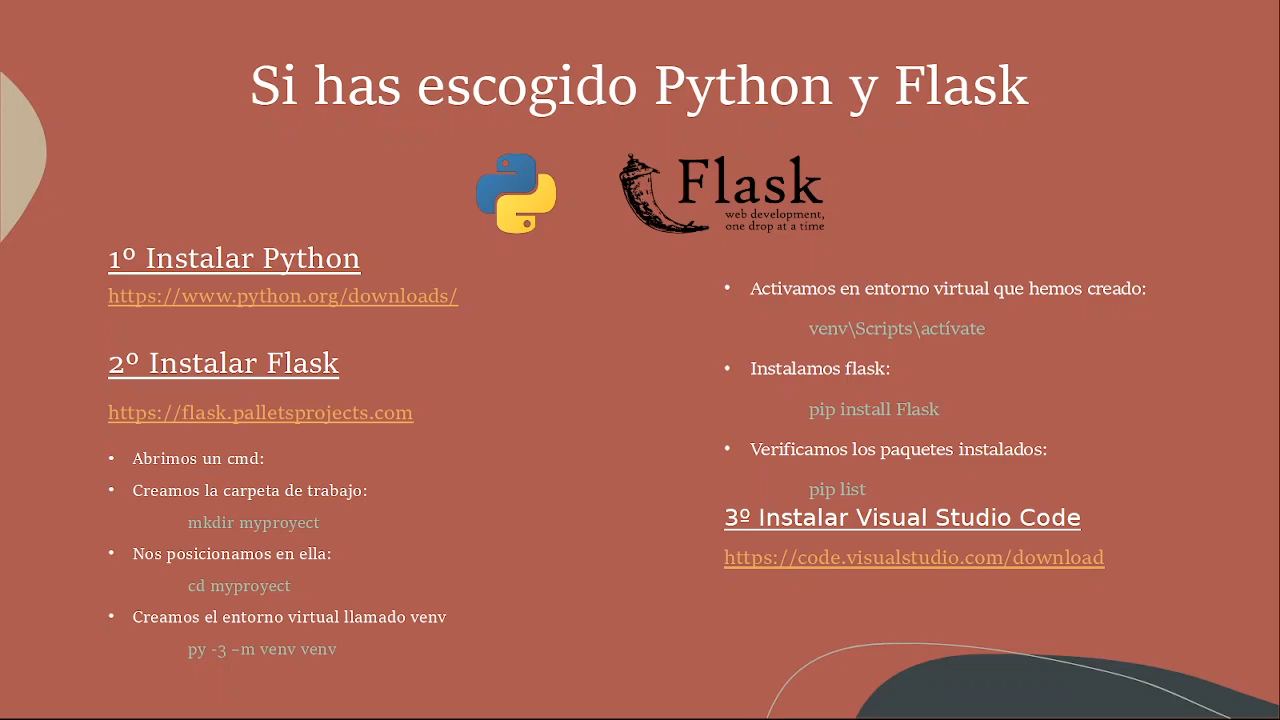 Si has escogido Python y Flask
Flask
web development,
one drop at a time
1º Instalar Python
https://www.python.org/downloads/
2º Instalar Flask
https://flask.palletsprojects.com
• Abrimos un cmd:
• Creamos la carpeta de trabajo:
mkdir myproyect
• Nos posicionamos en ella:
cd myproyect
• Creamos el entorno virtual llamado venv
py -3 –m venv venv
• Activamos en entorno virtual que hemos creado:
venv\Scripts\actívate
• Instalamos flask:
pip install Flask
• Verificamos los paquetes instalados:
pip list
3º Instalar Visual Studio Code
https://code.visualstudio.com/download